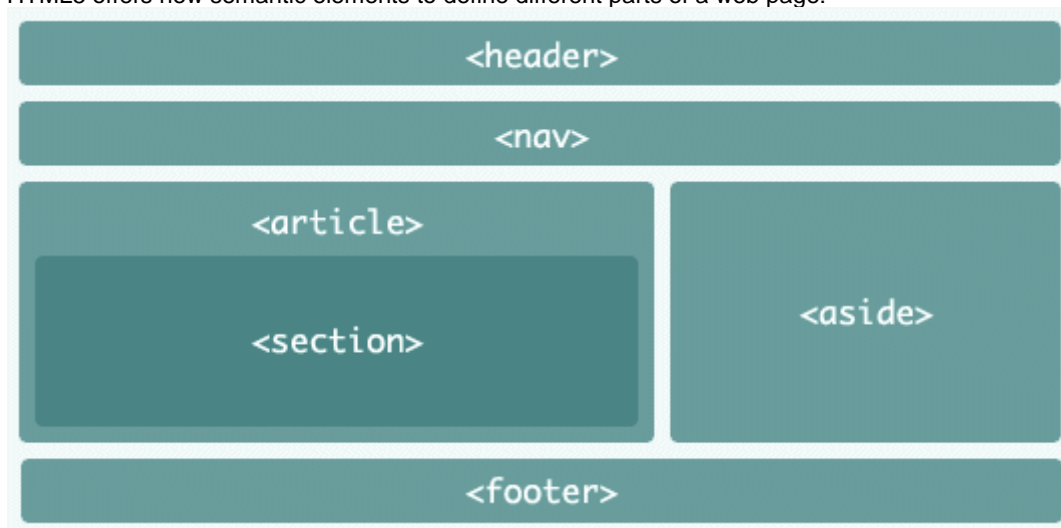 HTML5 offers new semantic elements to define different parts of a web page.
<header>
<nav>
<article>
<section>
<aside>
<footer>